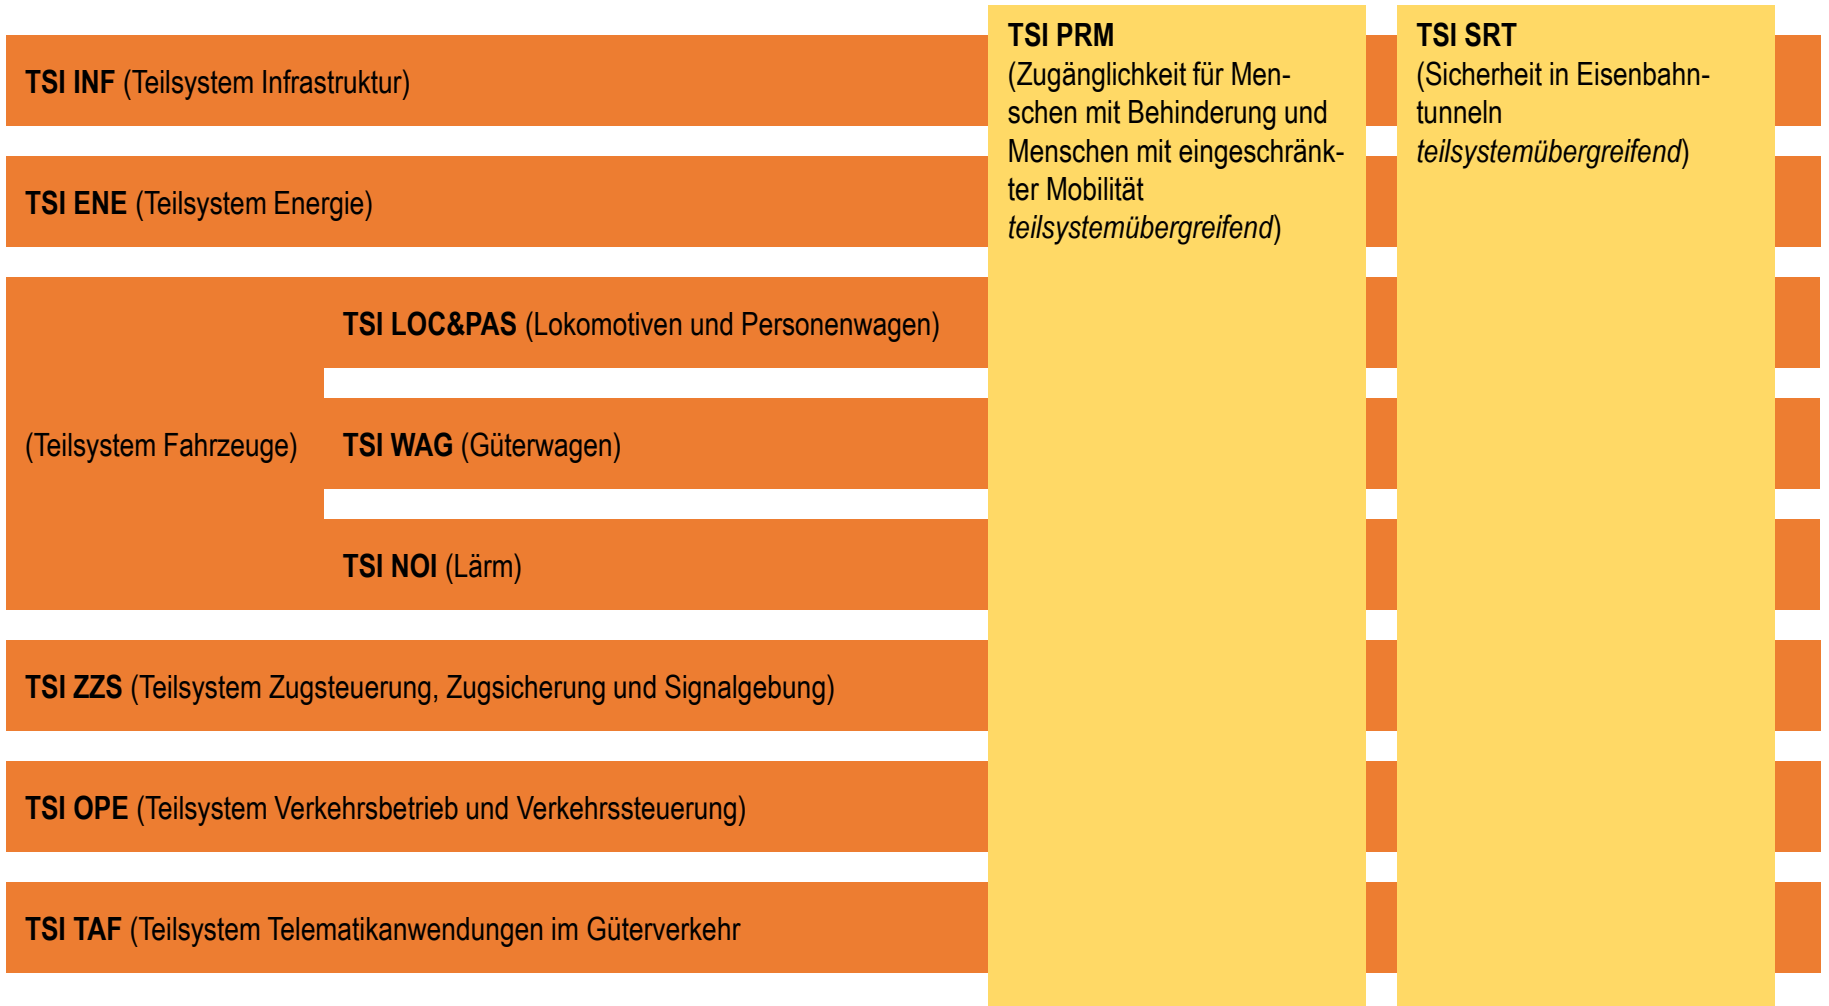 TSI INF (Teilsystem Infrastruktur)
TSI ENE (Teilsystem Energie)
(Teilsystem Fahrzeuge)
TSI LOC&PAS (Lokomotiven und Personenwagen)
TSI WAG (Güterwagen)
TSI NOI (Lärm)
TSI ZZS (Teilsystem Zugsteuerung, Zugsicherung und Signalgebung)
TSI OPE (Teilsystem Verkehrsbetrieb und Verkehrssteuerung)
TSI TAF (Teilsystem Telematikanwendungen im Güterverkehr
TSI PRM
(Zugänglichkeit für Men-
schen mit Behinderung und
Menschen mit eingeschränk-
ter Mobilität
teilsystemübergreifend)
TSI SRT
(Sicherheit in Eisenbahn-
tunneln
teilsystemübergreifend)